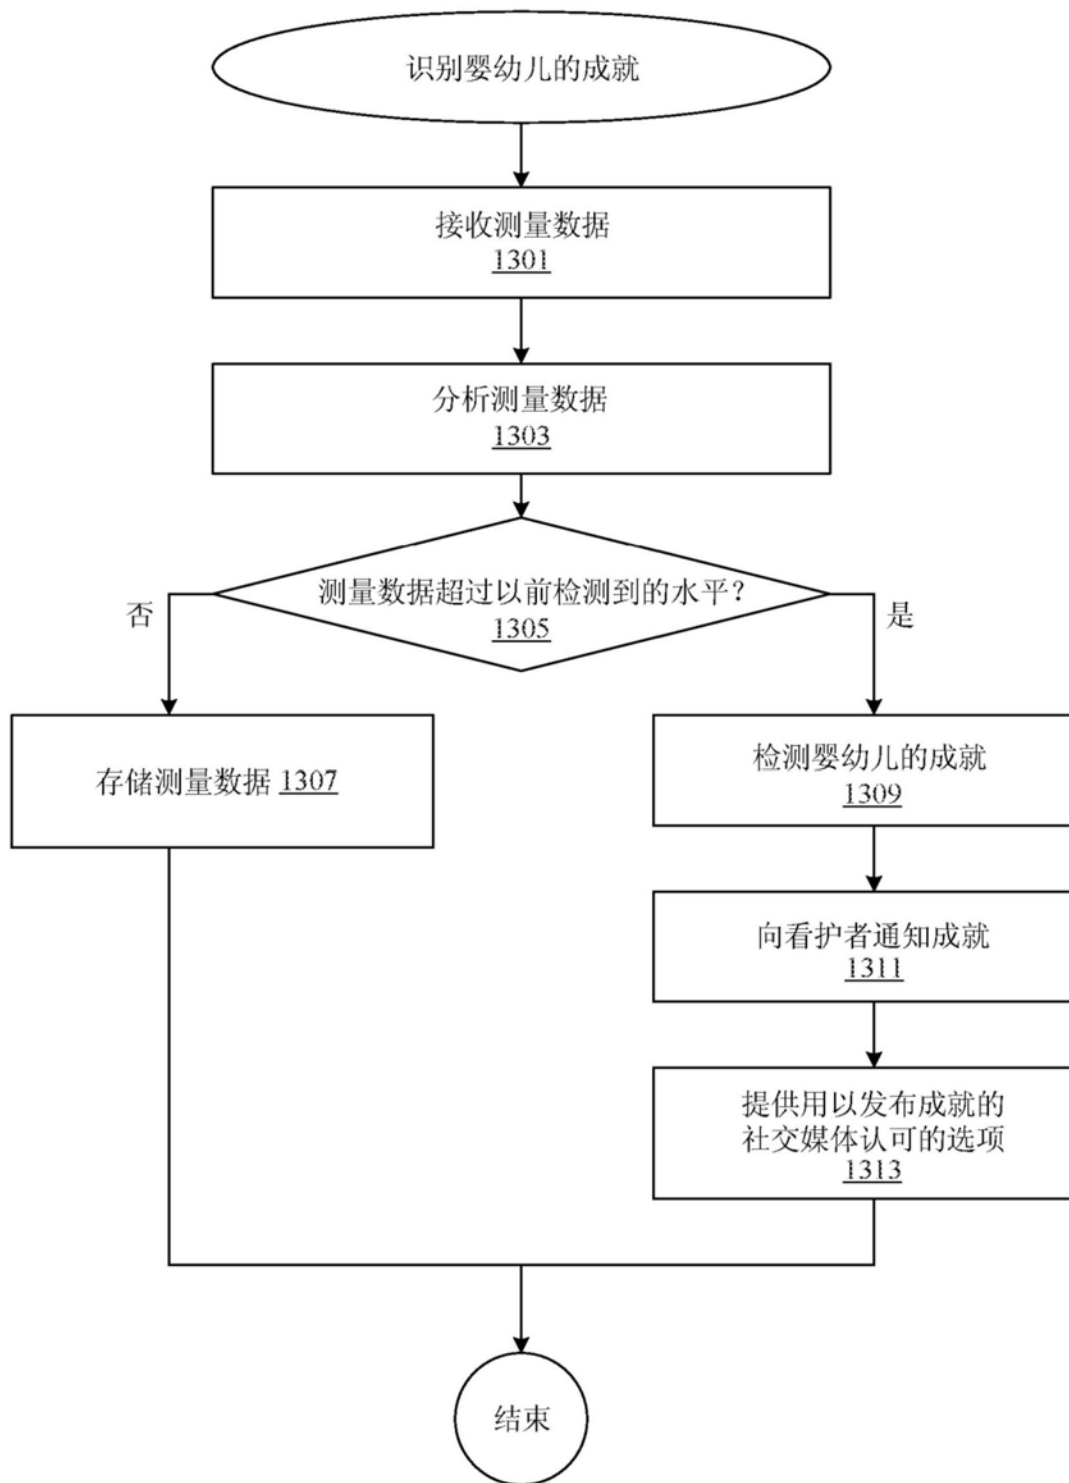 识别婴幼儿的成就
接收测量数据
1301
分析测量数据
1303
测量数据超过以前检测到的水平？
1305
否
是
存储测量数据 1307
检测婴幼儿的成就
1309
向看护者通知成就
1311
提供用以发布成就的
社交媒体认可的选项
1313
结束